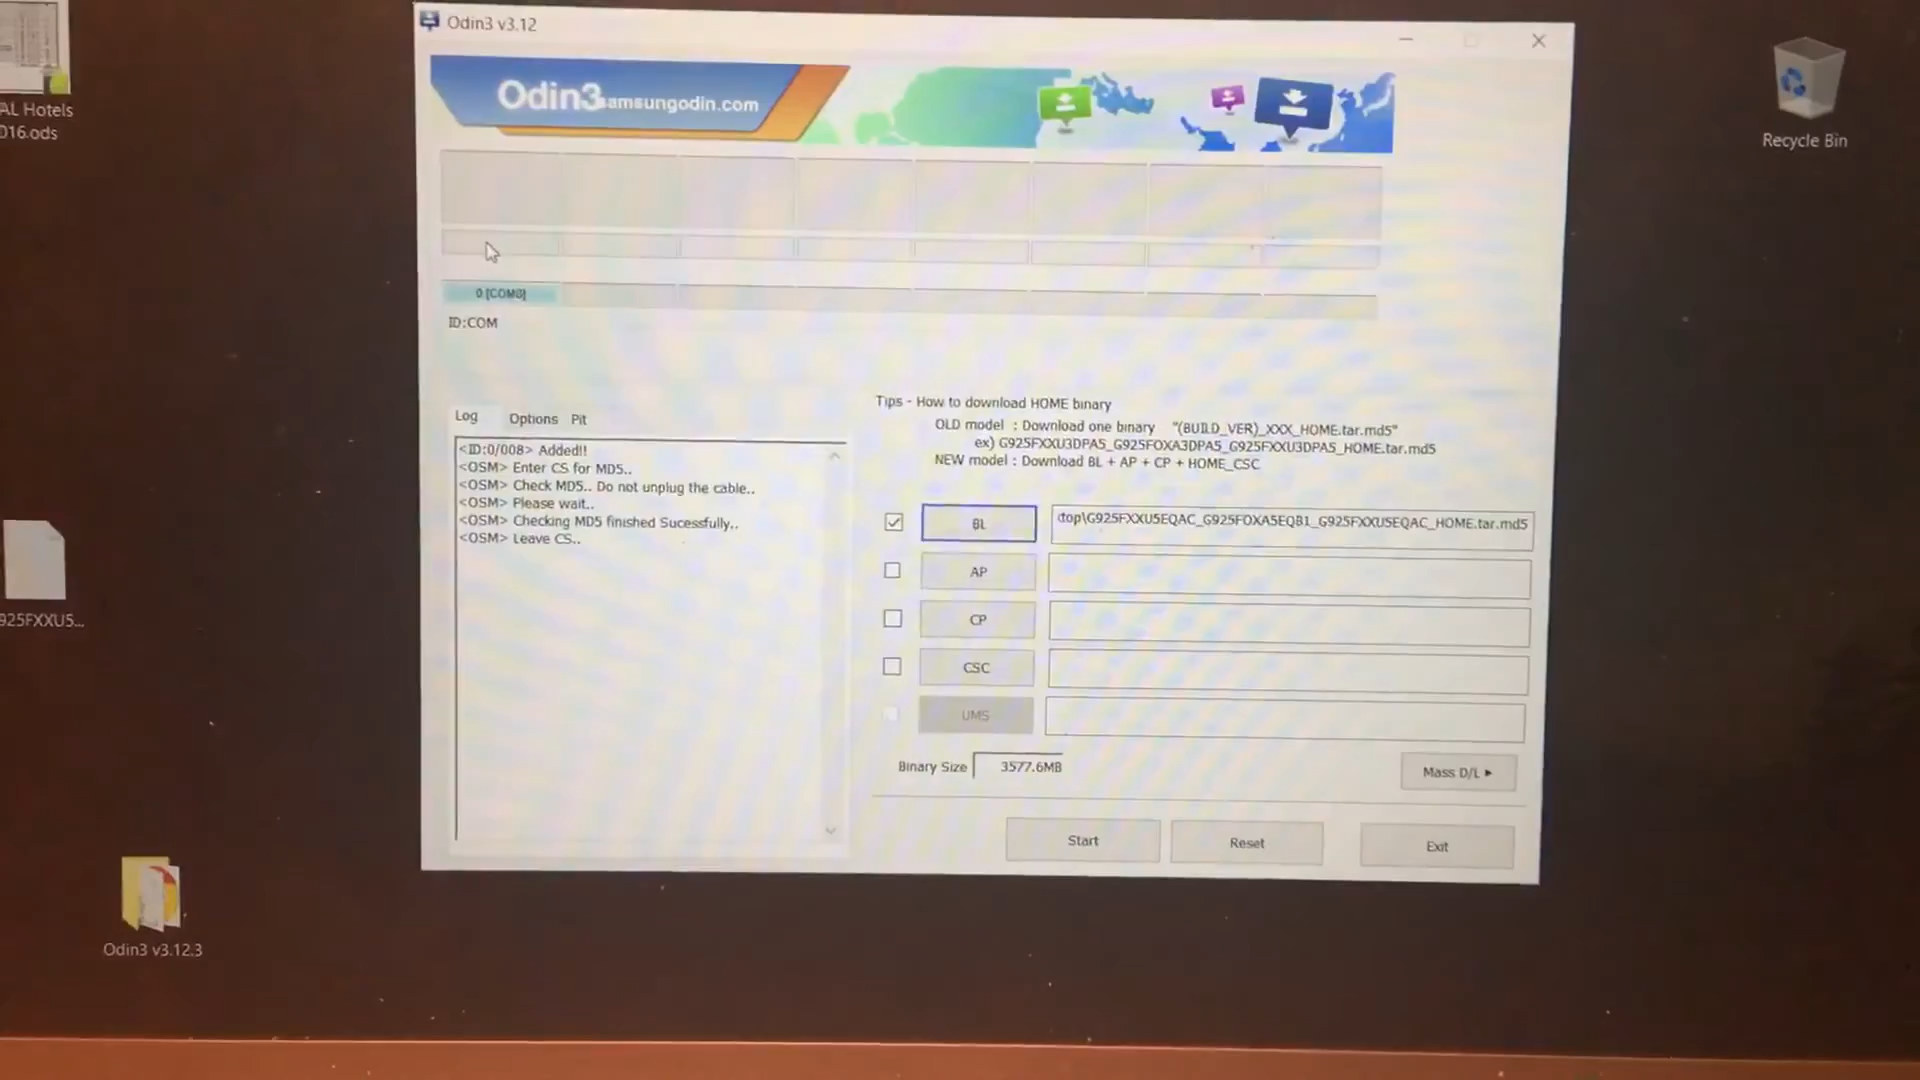 Odin3 v3.12
Odin3 samsungodin.com
AL Hotels
016.ods
Recycle Bin
0 [COM8]
ID:COM
Log
Options
Pit
<ID:0/008> Added!!
<OSM> Enter CS for MD5..
<OSM> Check MD5.. Do not unplug the cable..
<OSM> Please wait..
<OSM> Checking MD5 finished Sucessfully..
<OSM> Leave CS..
Tips - How to download HOME binary
OLD model : Download one binary "(BUILD_VER)_XXX_HOME.tar.md5"
ex) G925FXXU3DPA5_G925FOXA3DPA5_G925FXXU3DPA5_HOME.tar.md5
NEW model : Download BL + AP + CP + HOME_CSC
BL
top\G925FXXU5EQAC_G925FOXA5EQB1_G925FXXU5EQAC_HOME.tar.md5
AP
CP
CSC
UMS
Binary Size 3577.6MB
Mass D/L ►
Start
Reset
Exit
925FXXU5...
Odin3 v3.12.3